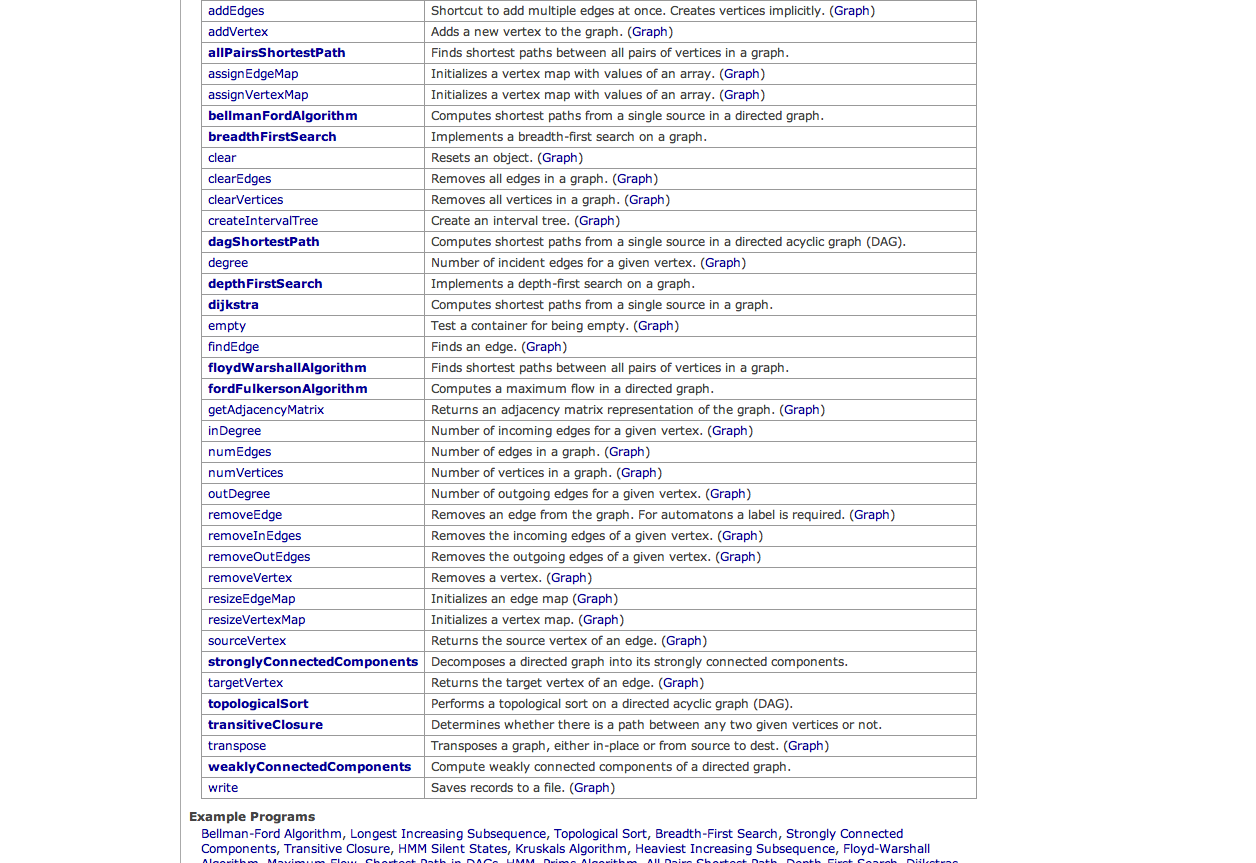 addEdges Shortcut to add multiple edges at once. Creates vertices implicitly. (Graph)
addVertex Adds a new vertex to the graph. (Graph)
allPairsShortestPath Finds shortest paths between all pairs of vertices in a graph.
assignEdgeMap Initializes a vertex map with values of an array. (Graph)
assignVertexMap Initializes a vertex map with values of an array. (Graph)
bellmanFordAlgorithm Computes shortest paths from a single source in a directed graph.
breadthFirstSearch Implements a breadth-first search on a graph.
clear Resets an object. (Graph)
clearEdges Removes all edges in a graph. (Graph)
clearVertices Removes all vertices in a graph. (Graph)
createIntervalTree Create an interval tree. (Graph)
dagShortestPath Computes shortest paths from a single source in a directed acyclic graph (DAG).
degree Number of incident edges for a given vertex. (Graph)
depthFirstSearch Implements a depth-first search on a graph.
dijkstra Computes shortest paths from a single source in a graph.
empty Test a container for being empty. (Graph)
findEdge Finds an edge. (Graph)
floydWarshallAlgorithm Finds shortest paths between all pairs of vertices in a graph.
fordFulkersonAlgorithm Computes a maximum flow in a directed graph.
getAdjacencyMatrix Returns an adjacency matrix representation of the graph. (Graph)
inDegree Number of incoming edges for a given vertex. (Graph)
numEdges Number of edges in a graph. (Graph)
numVertices Number of vertices in a graph. (Graph)
outDegree Number of outgoing edges for a given vertex. (Graph)
removeEdge Removes an edge from the graph. For automatons a label is required. (Graph)
removeInEdges Removes the incoming edges of a given vertex. (Graph)
removeOutEdges Removes the outgoing edges of a given vertex. (Graph)
removeVertex Removes a vertex. (Graph)
resizeEdgeMap Initializes an edge map (Graph)
resizeVertexMap Initializes a vertex map. (Graph)
sourceVertex Returns the source vertex of an edge. (Graph)
stronglyConnectedComponents Decomposes a directed graph into its strongly connected components.
targetVertex Returns the target vertex of an edge. (Graph)
topologicalSort Performs a topological sort on a directed acyclic graph (DAG).
transitiveClosure Determines whether there is a path between any two given vertices or not.
transpose Transposes a graph, either in-place or from source to dest. (Graph)
weaklyConnectedComponents Compute weakly connected components of a directed graph.
write Saves records to a file. (Graph)
Example Programs
Bellman-Ford Algorithm, Longest Increasing Subsequence, Topological Sort, Breadth-First Search, Strongly Connected
Components, Transitive Closure, HMM Silent States, Kruskals Algorithm, Heaviest Increasing Subsequence, Floyd-Warshall
Algorithm, Maximum Flow, Shortest Path in DAGs, HMM, Prims Algorithm, All Pairs Shortest Path, Depth-First Search, Dijkstras